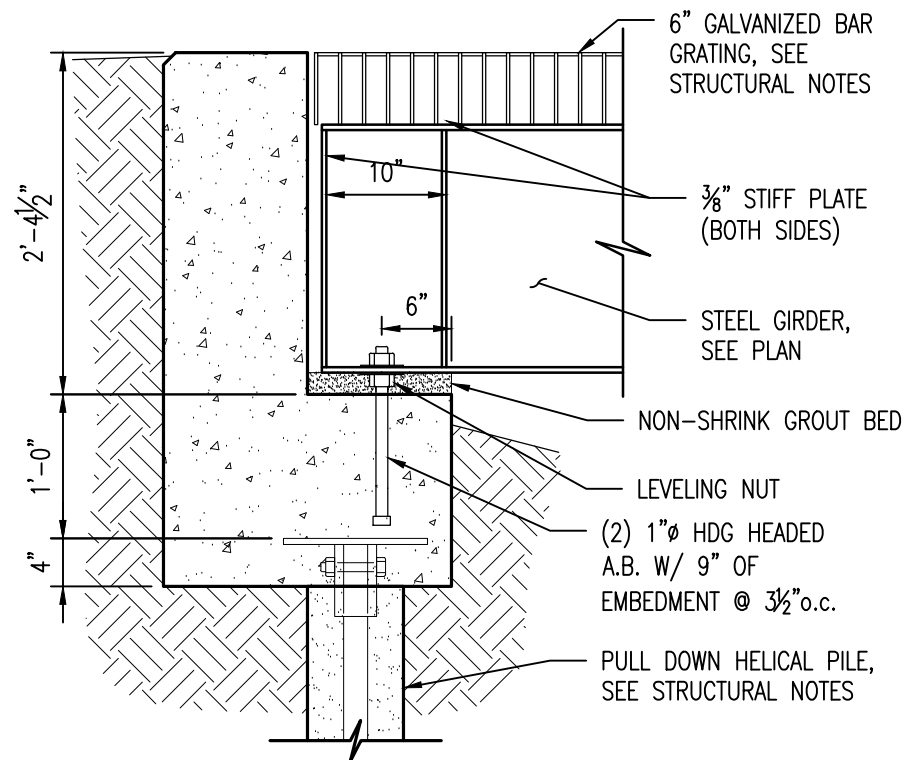 6” GALVANIZED BAR
GRATING, SEE
STRUCTURAL NOTES
2’-4½”
10”
⅜” STIFF PLATE
(BOTH SIDES)
6”
STEEL GIRDER,
SEE PLAN
NON-SHRINK GROUT BED
1’-0”
LEVELING NUT
(2) 1”ø HDG HEADED
A.B. W/ 9” OF
EMBEDMENT @ 3½”o.c.
4”
PULL DOWN HELICAL PILE,
SEE STRUCTURAL NOTES